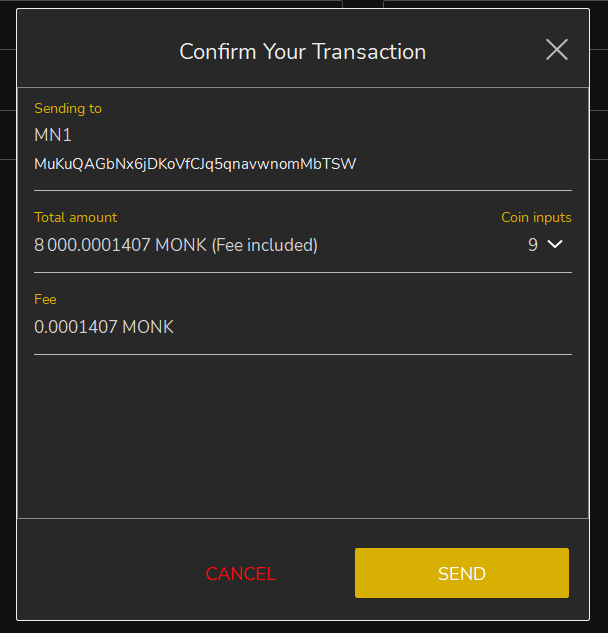 Confirm Your Transaction
Sending to
MN1
MuKuQAGbNx6jDKoVfCJq5qnavwnomMbTSW
Total amount
Coin inputs
8 000.0001407 MONK (Fee included)
9
Fee
0.0001407 MONK
CANCEL
SEND